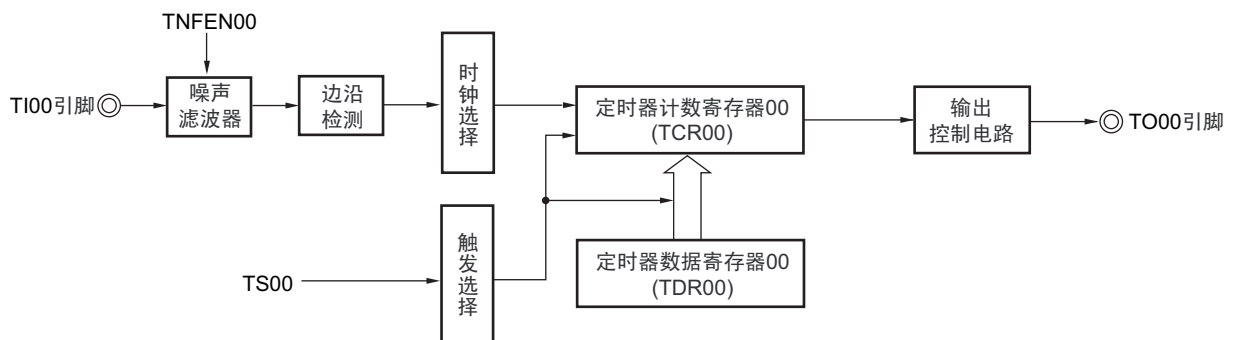 TNFEN00
TI00引脚
噪声
滤波器
边沿
检测
时钟选择
定时器计数寄存器00
(TCR00)
输出
控制电路
TO00引脚
TS00
触发选择
定时器数据寄存器00
(TDR00)